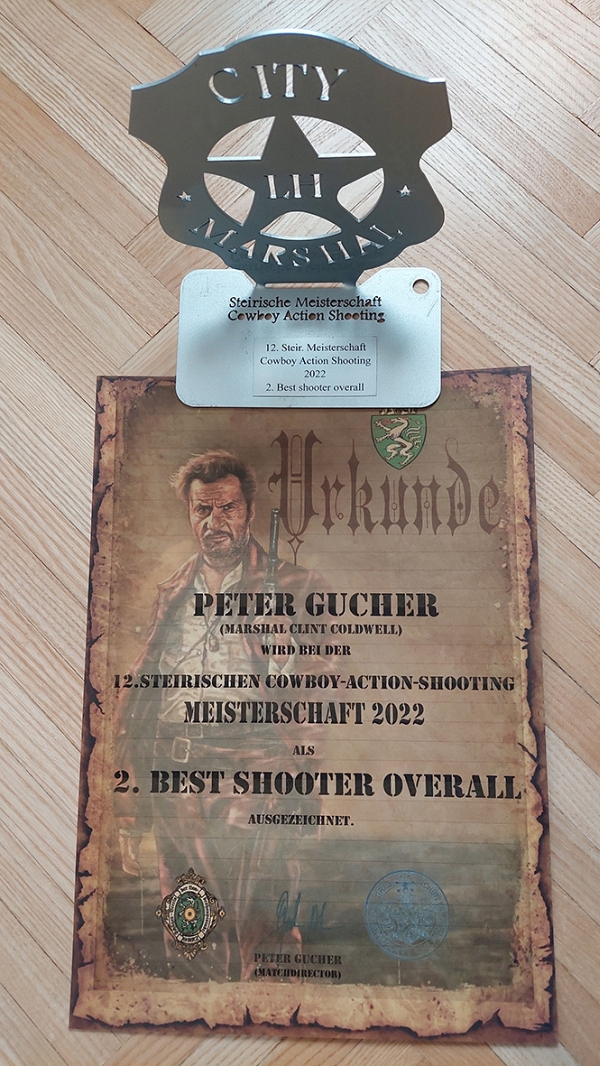 CITY
LH
MARSHAL
Steirische Meisterschaft
Cowboy Action Shooting
12. Steir. Meisterschaft
Cowboy Action Shooting
2022
2. Best shooter overall
Urkunde
PETER GUCHER
(MARSHAL CLINT COLDWELL)
WIRD BEI DER
12.STEIRISCHEN COWBOY-ACTION-SHOOTING
MEISTERSCHAFT 2022
ALS
2. BEST SHOOTER OVERALL
AUSGEZEICHNET.
PETER GUCHER
(MATCHDIRECTOR)